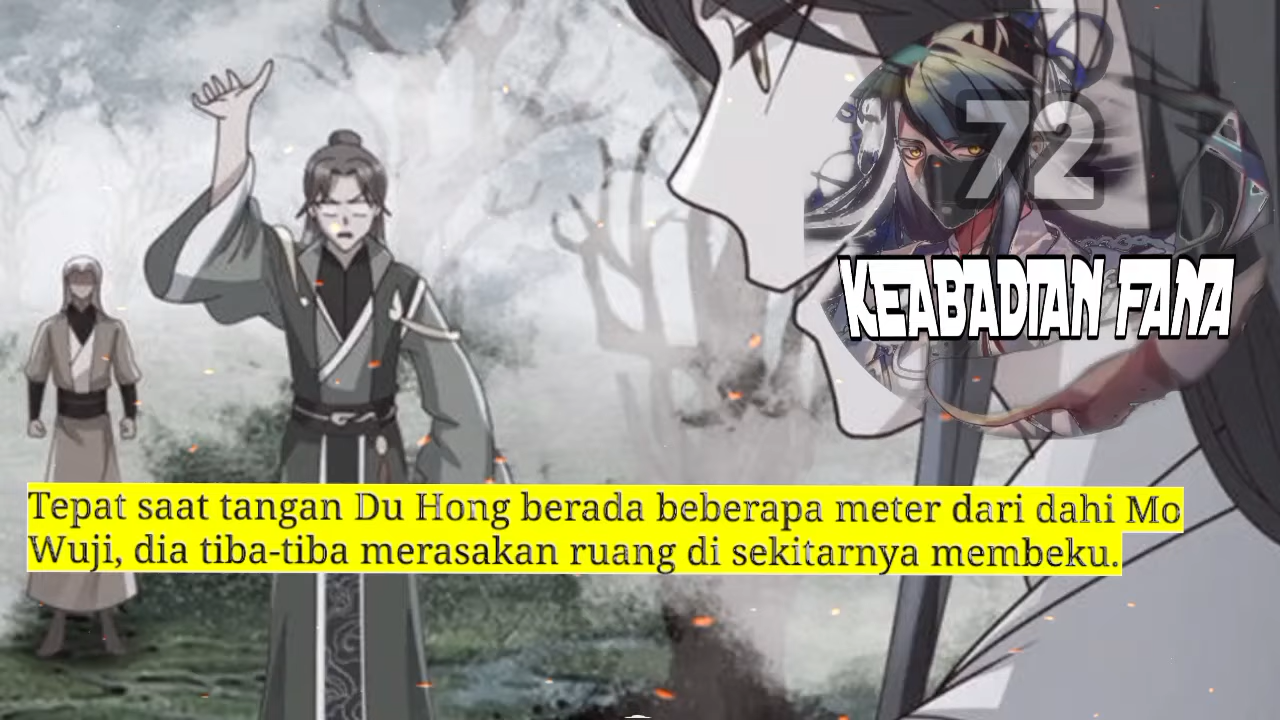 72
KEABADIAN FANA
Tepat saat tangan Du Hong berada beberapa meter dari dahi Mo
Wuji, dia tiba-tiba merasakan ruang di sekitarnya membeku.